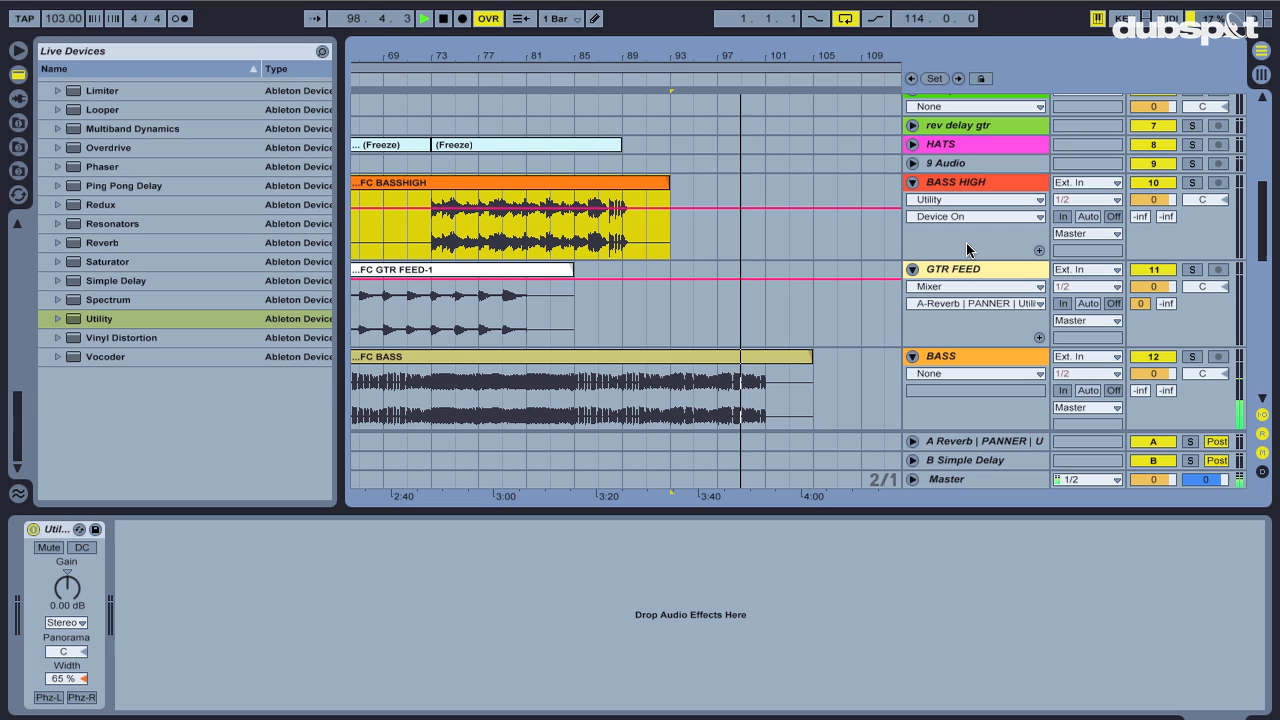 TAP 103.00 4 / 4 98 . 4 . 3 OVR 1 Bar 1 . 1 . 1 114 . 0 . 0 17 %
dubspot
Live Devices
Name Type
Limiter Ableton Device
Looper Ableton Device
Multiband Dynamics Ableton Device
Overdrive Ableton Device
Phaser Ableton Device
Ping Pong Delay Ableton Device
Redux Ableton Device
Resonators Ableton Device
Reverb Ableton Device
Saturator Ableton Device
Simple Delay Ableton Device
Spectrum Ableton Device
Utility Ableton Device
Vinyl Distortion Ableton Device
Vocoder Ableton Device
69 73 77 81 85 89 93 97 101 105 109
Set
None 0 C
rev delay gtr 7 S
... (Freeze) (Freeze) HATS 8 S
9 Audio 9 S
...FC BASSHIGH BASS HIGH Ext. In 10 S
Utility 1/2 0 C
Device On In Auto Off -inf -inf
Master
...FC GTR FEED-1 GTR FEED Ext. In 11 S
Mixer 1/2 0 C
A-Reverb | PANNER | Utili In Auto Off 0 -inf
Master
...FC BASS BASS Ext. In 12 S
None 1/2 0 C
In Auto Off -inf -inf
Master
A Reverb | PANNER | U A S Post
B Simple Delay B S Post
2/1 Master 1/2 0 0
2:40 3:00 3:20 3:40 4:00
I·O
R
M
D
Util...
Mute DC
Gain
0.00 dB
Stereo
Panorama
C
Width
65 %
Phz-L Phz-R
Drop Audio Effects Here